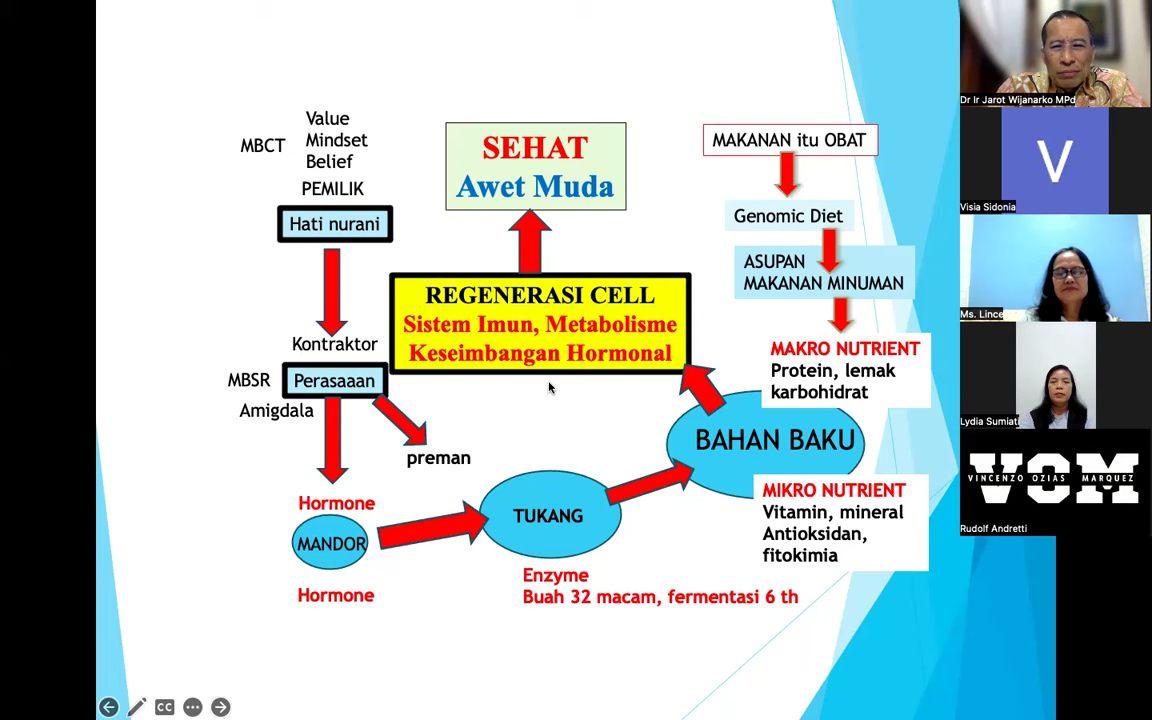 Value
Mindset
Belief
MBCT
PEMILIK
Hati nurani
Kontraktor
MBSR
Perasaaan
Amigdala
preman
Hormone
MANDOR
Hormone
TUKANG
Enzyme
Buah 32 macam, fermentasi 6 th
SEHAT
Awet Muda
REGENERASI CELL
Sistem Imun, Metabolisme
Keseimbangan Hormonal
MAKANAN itu OBAT
Genomic Diet
ASUPAN
MAKANAN MINUMAN
MAKRO NUTRIENT
Protein, lemak
karbohidrat
BAHAN BAKU
MIKRO NUTRIENT
Vitamin, mineral
Antioksidan,
fitokimia
CC
Dr Ir Jarot Wijanarko MPd
V
Visia Sidonia
Ms. Lince
Lydia Sumiati
VOM
VINCENZO OZIAS MARQUEZ
Rudolf Andretti